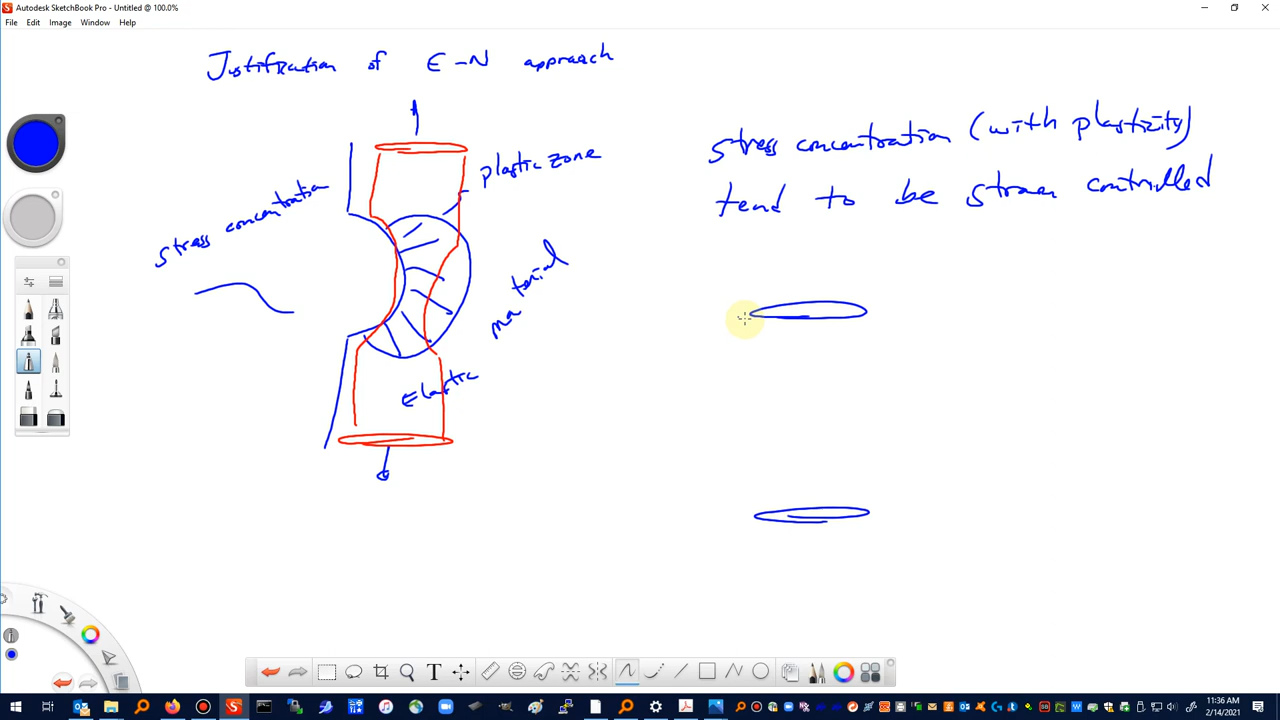 Autodesk SketchBook Pro - Untitled @ 100.0%
File Edit Image Window Help
Justification of E-N approach
stress concentration (with plasticity)
tend to be strain controlled
plastic zone
stress concentration
material
Elastic
11:36 AM
2/14/2021